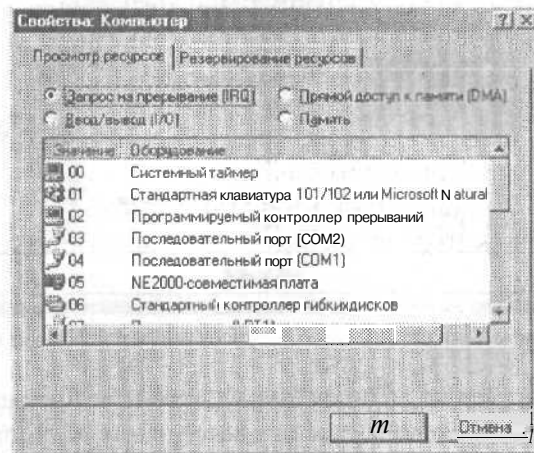 Свойства: Компьютер
Просмотр ресурсов Резервирование ресурсов
Запрос на прерывание (IRQ) Прямой доступ к памяти (DMA)
Ввод/вывод (I/O) Память
Значение Оборудование
00 Системный таймер
01 Стандартная клавиатура 101/102 или Microsoft Natural
02 Программируемый контроллер прерываний
03 Последовательный порт (COM2)
04 Последовательный порт (COM1)
05 NE2000-совместимая плата
06 Стандартный контроллер гибких дисков
m Отмена